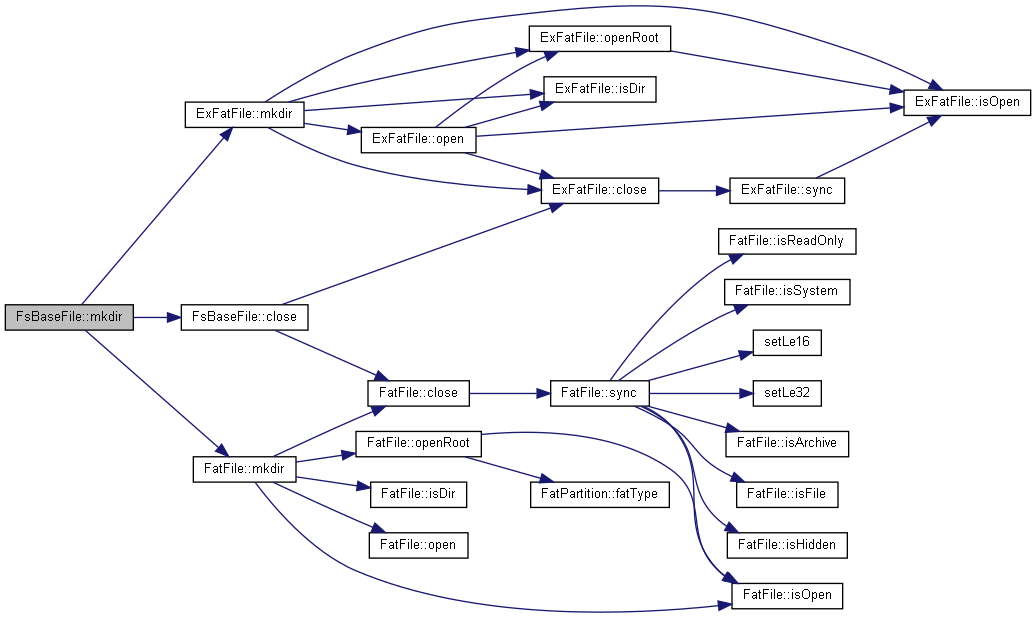 ExFatFile::openRoot
ExFatFile::isDir
ExFatFile::isOpen
ExFatFile::mkdir
ExFatFile::open
ExFatFile::close
ExFatFile::sync
FatFile::isReadOnly
FatFile::isSystem
FsBaseFile::mkdir
FsBaseFile::close
setLe16
FatFile::close
FatFile::sync
setLe32
FatFile::openRoot
FatFile::isArchive
FatFile::mkdir
FatFile::isDir
FatPartition::fatType
FatFile::isFile
FatFile::open
FatFile::isHidden
FatFile::isOpen